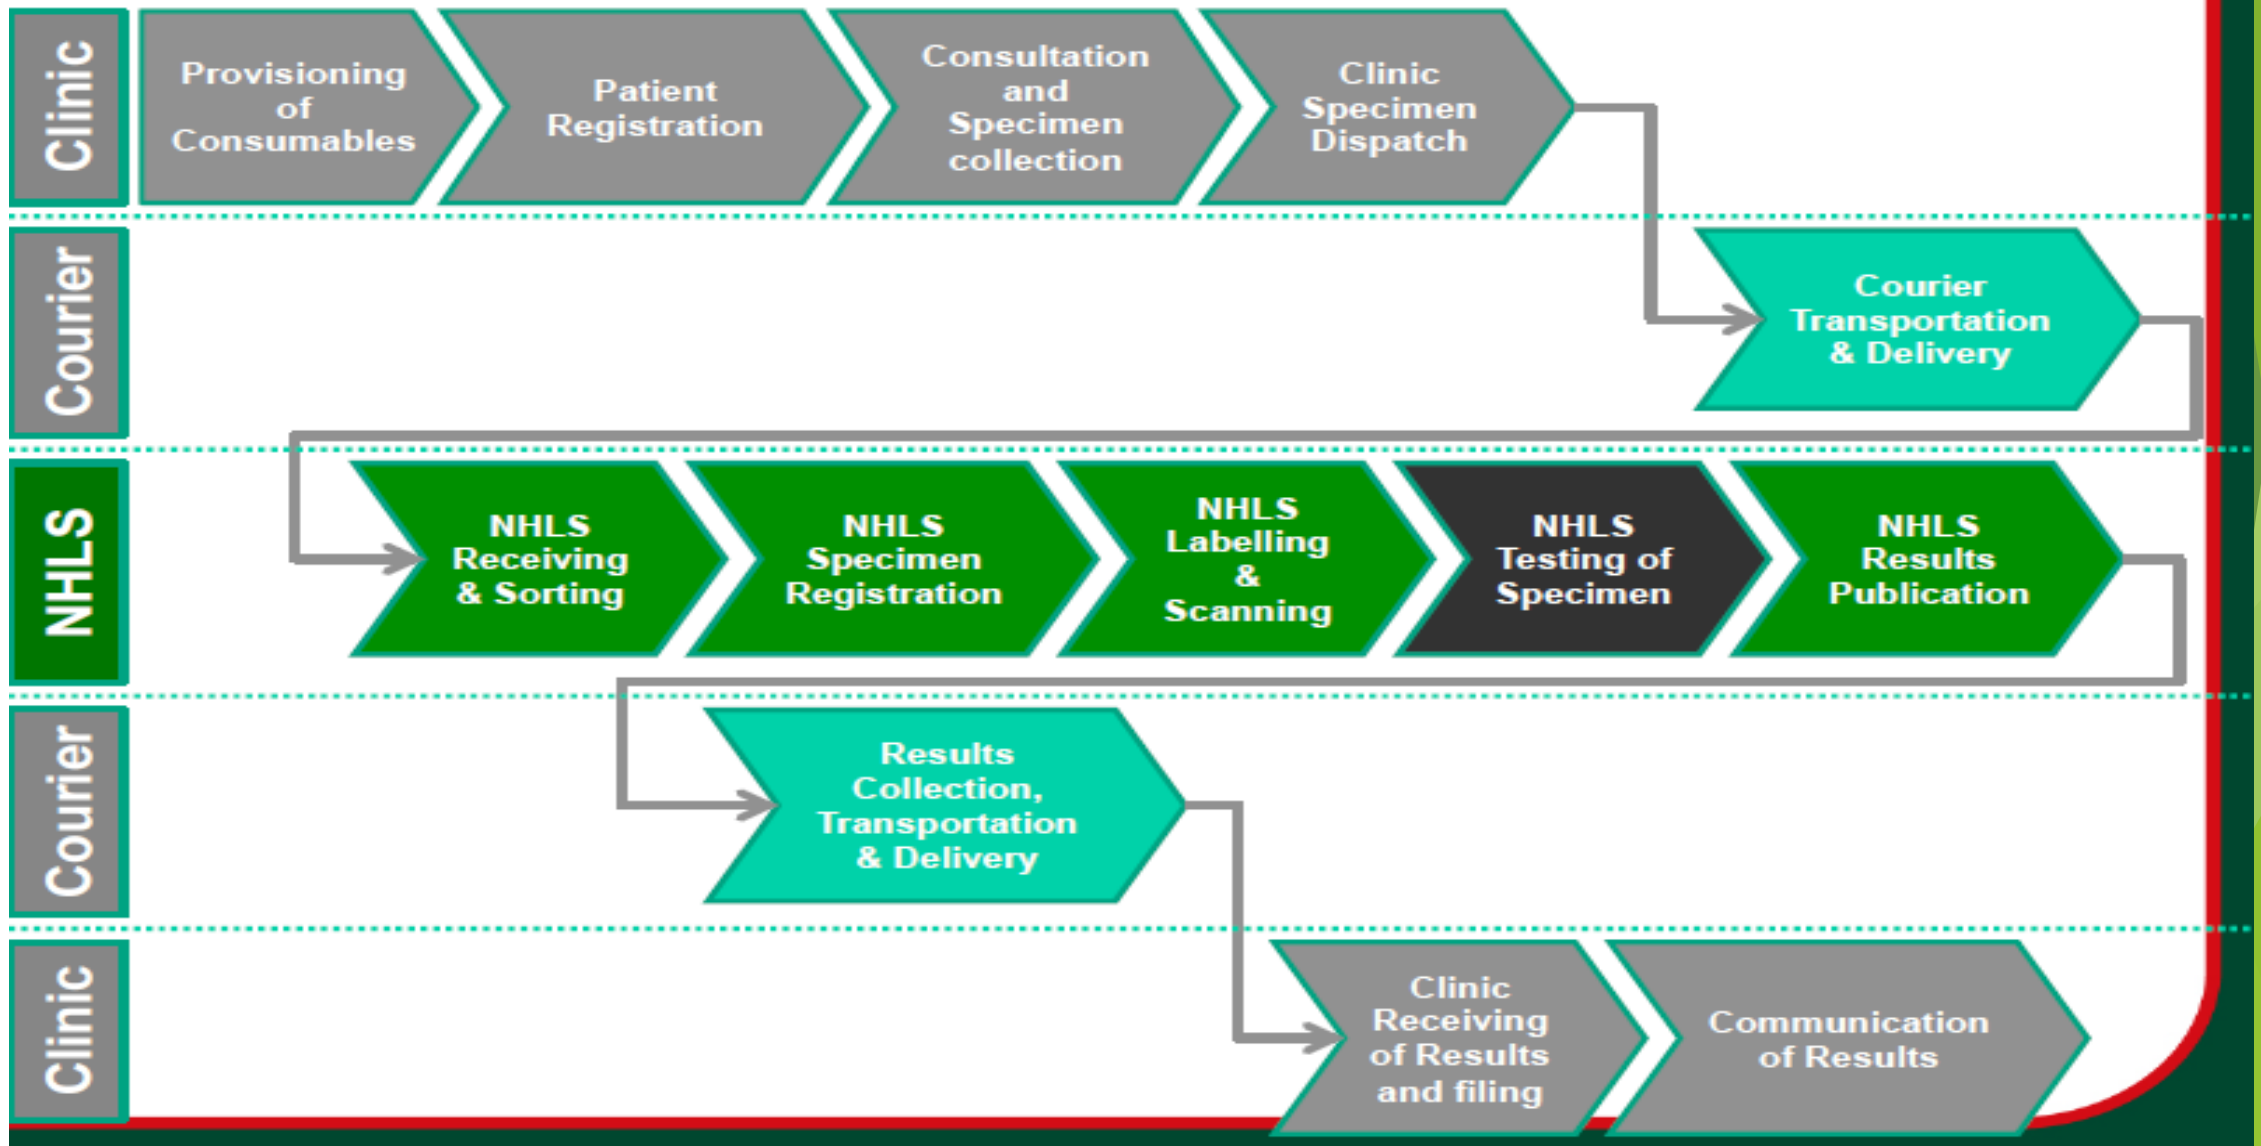 Clinic
Provisioning
of
Consumables
Patient
Registration
Consultation
and
Specimen
collection
Clinic
Specimen
Dispatch
Courier
Courier
Transportation
& Delivery
NHLS
NHLS
Receiving
& Sorting
NHLS
Specimen
Registration
NHLS
Labelling
&
Scanning
NHLS
Testing of
Specimen
NHLS
Results
Publication
Courier
Results
Collection,
Transportation
& Delivery
Clinic
Clinic
Receiving
of Results
and filing
Communication
of Results